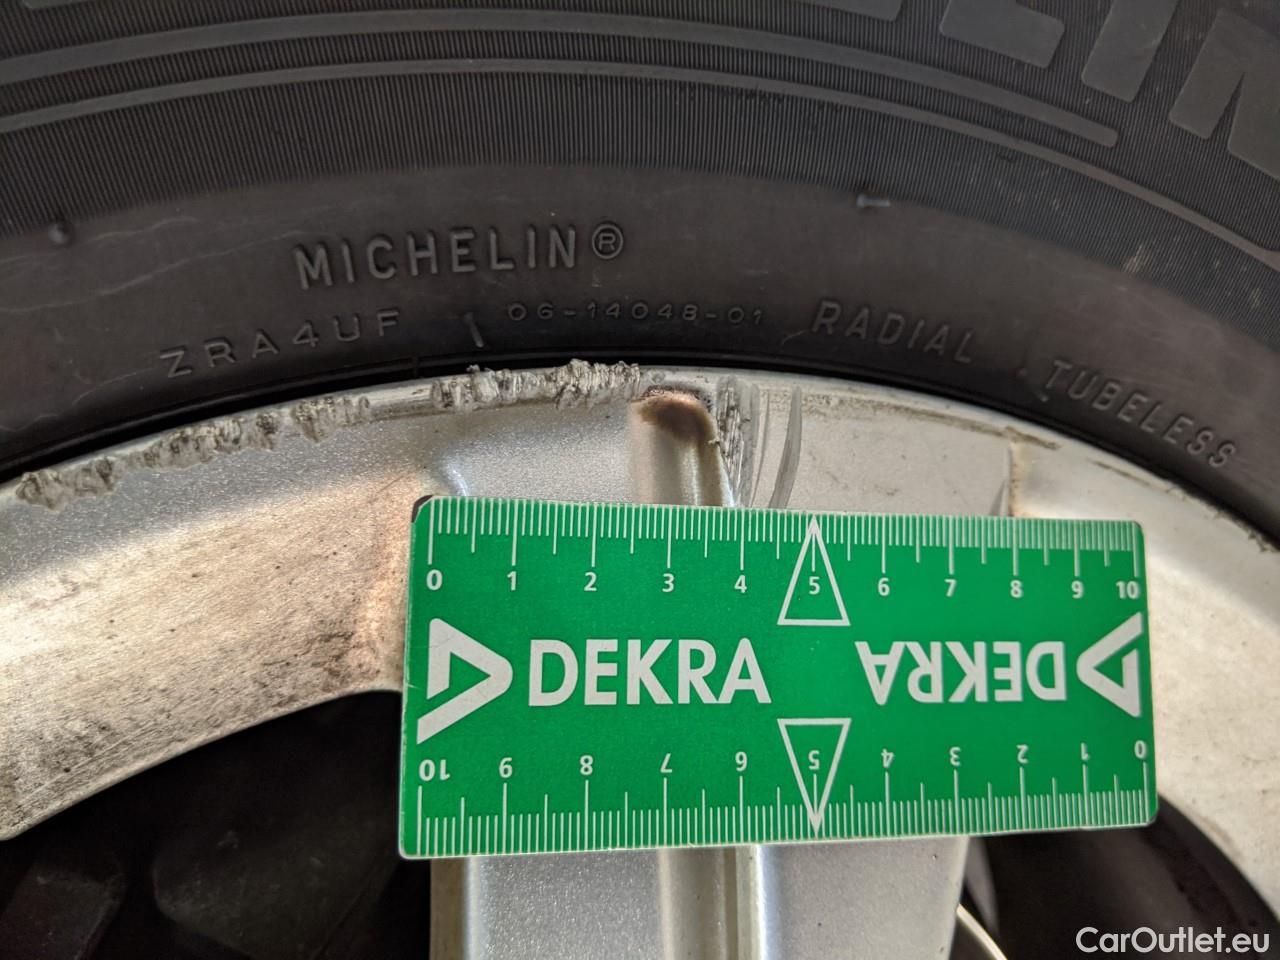 MICHELIN®
ZRA4UF 06-14048-01 RADIAL TUBELESS
0 1 2 3 4 5 6 7 8 9 10
DEKRA DEKRA
10 9 8 7 6 5 4 3 2 1 0
CarOutlet.eu